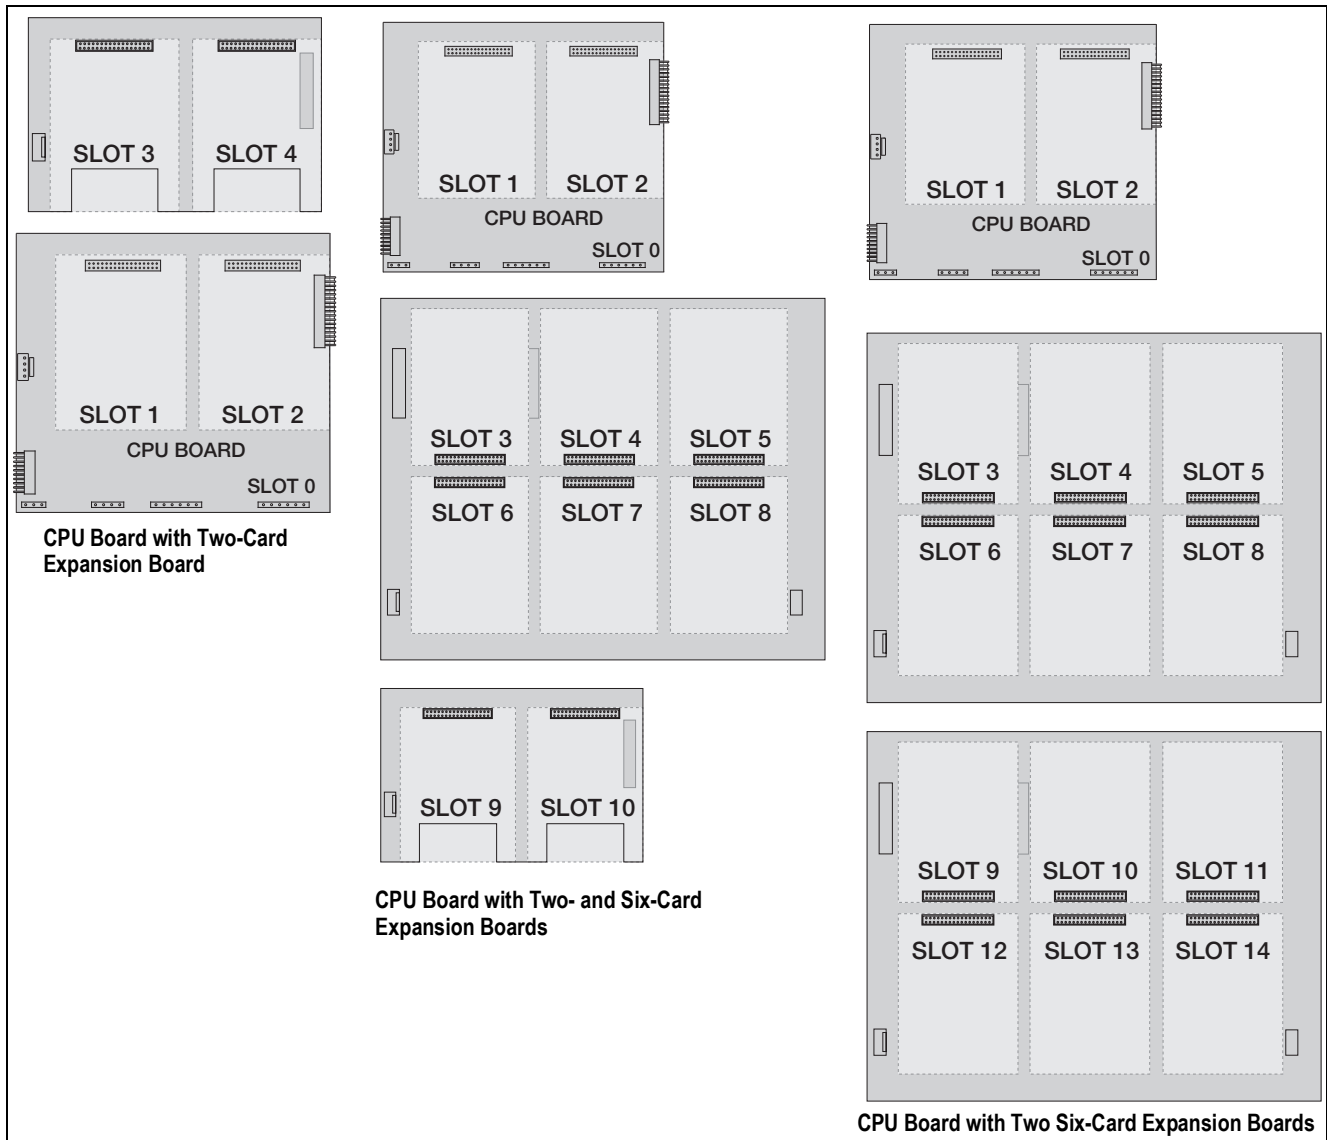 SLOT 3 SLOT 4
SLOT 1 SLOT 2
CPU BOARD
SLOT 0
CPU Board with Two-Card
Expansion Board
SLOT 1 SLOT 2
CPU BOARD
SLOT 0
SLOT 3 SLOT 4 SLOT 5
SLOT 6 SLOT 7 SLOT 8
SLOT 9 SLOT 10
CPU Board with Two- and Six-Card
Expansion Boards
SLOT 1 SLOT 2
CPU BOARD
SLOT 0
SLOT 3 SLOT 4 SLOT 5
SLOT 6 SLOT 7 SLOT 8
SLOT 9 SLOT 10 SLOT 11
SLOT 12 SLOT 13 SLOT 14
CPU Board with Two Six-Card Expansion Boards